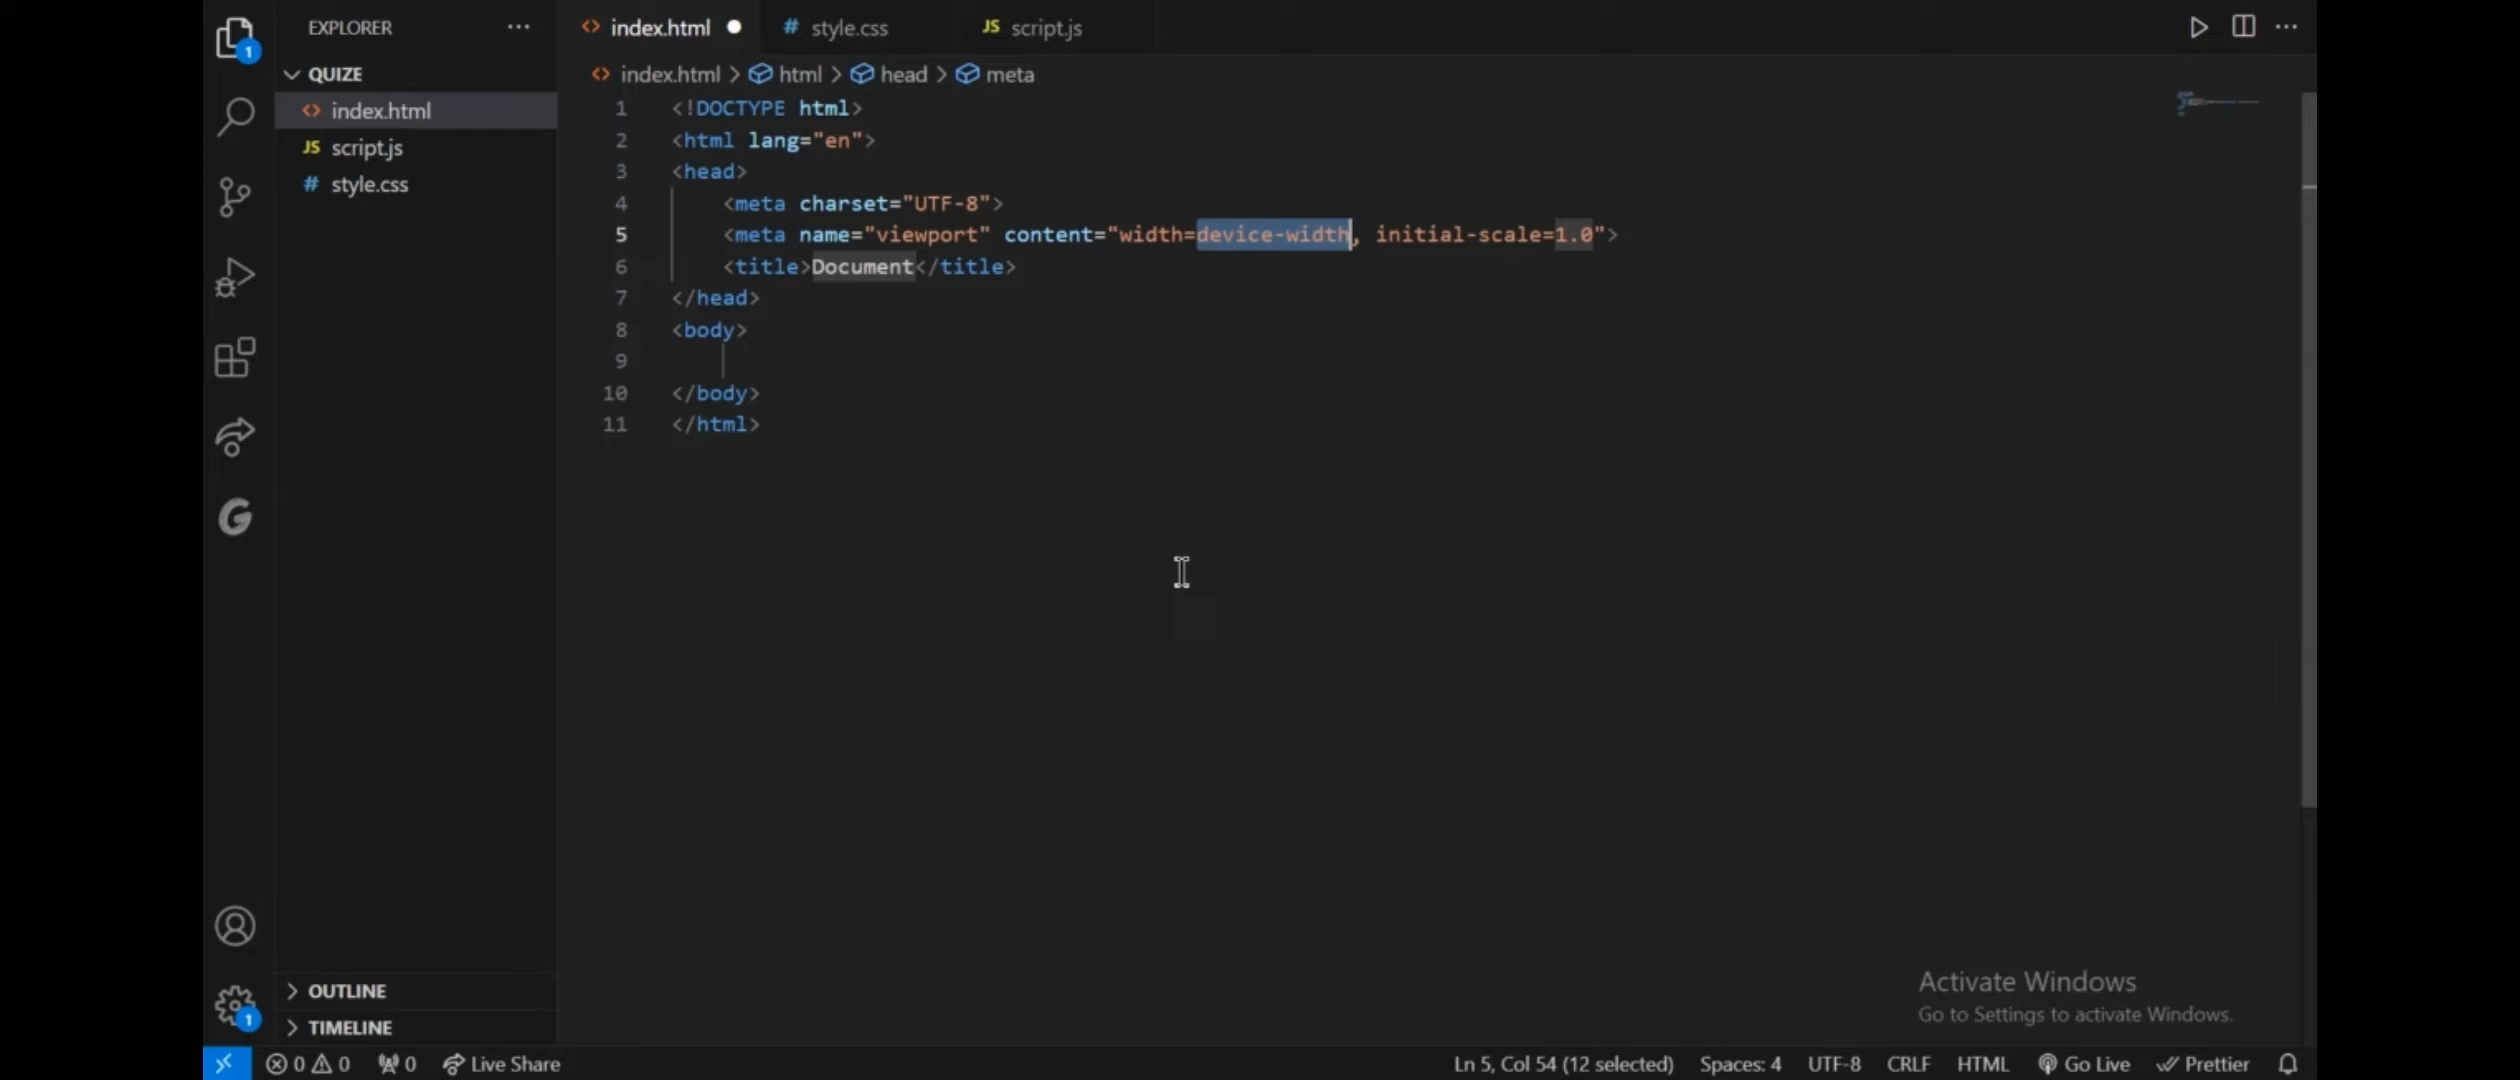 EXPLORER ...
QUIZE
index.html
JS script.js
# style.css
OUTLINE
TIMELINE
index.html # style.css JS script.js
index.html > html > head > meta
1 <!DOCTYPE html>
2 <html lang="en">
3 <head>
4 <meta charset="UTF-8">
5 <meta name="viewport" content="width=device-width, initial-scale=1.0">
6 <title>Document</title>
7 </head>
8 <body>
9
10 </body>
11 </html>
Activate Windows
Go to Settings to activate Windows.
1
1
0 0 0 Live Share Ln 5, Col 54 (12 selected) Spaces: 4 UTF-8 CRLF HTML Go Live Prettier